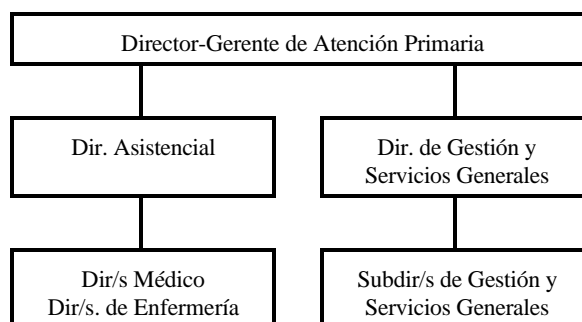 Director-Gerente de Atención Primaria
Dir. Asistencial
Dir. de Gestión y
Servicios Generales
Dir/s Médico
Dir/s. de Enfermería
Subdir/s de Gestión y
Servicios Generales